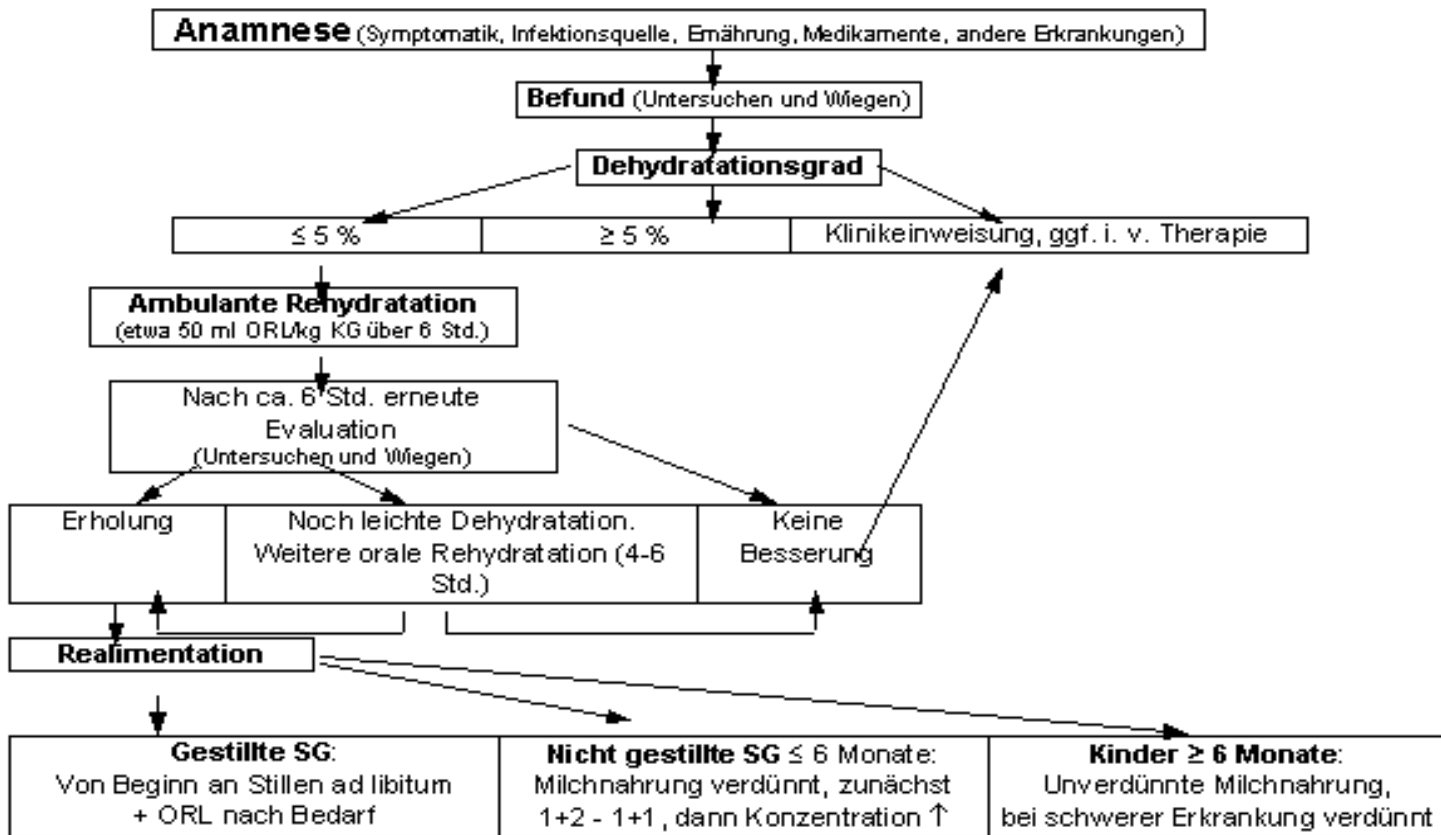 Anamnese (Symptomatik, Infektionsquelle, Ernährung, Medikamente, andere Erkrankungen)
Befund (Untersuchen und Wiegen)
Dehydratationsgrad
≤ 5 %
≥ 5 %
Klinikeinweisung, ggf. i. v. Therapie
Ambulante Rehydratation
(etwa 50 ml ORL/kg KG über 6 Std.)
Nach ca. 6 Std. erneute
Evaluation
(Untersuchen und Wiegen)
Erholung
Noch leichte Dehydratation.
Weitere orale Rehydratation (4-6
Std.)
Keine
Besserung
Realimentation
Gestillte SG:
Von Beginn an Stillen ad libitum
+ ORL nach Bedarf
Nicht gestillte SG ≤ 6 Monate:
Milchnahrung verdünnt, zunächst
1+2 - 1+1, dann Konzentration ↑
Kinder ≥ 6 Monate:
Unverdünnte Milchnahrung,
bei schwerer Erkrankung verdünnt